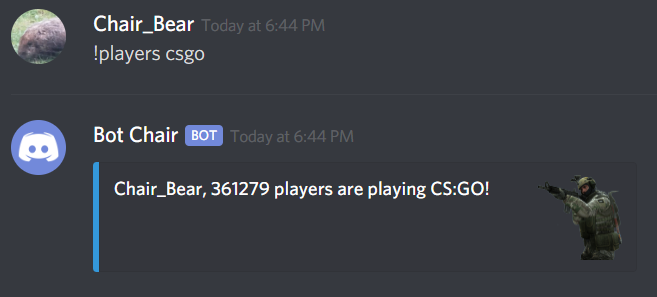 Chair_Bear Today at 6:44 PM
!players csgo
Bot Chair BOT Today at 6:44 PM
Chair_Bear, 361279 players are playing CS:GO!